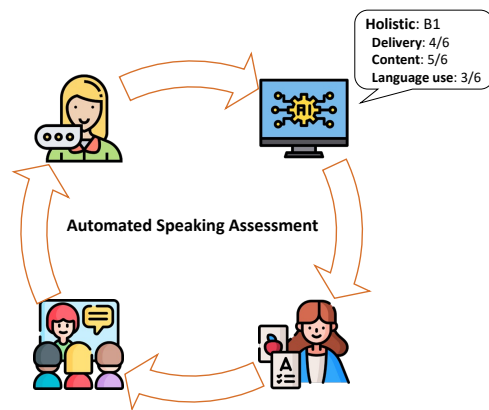 Holistic: B1
Delivery: 4/6
Content: 5/6
Language use: 3/6
AI
Automated Speaking Assessment
A